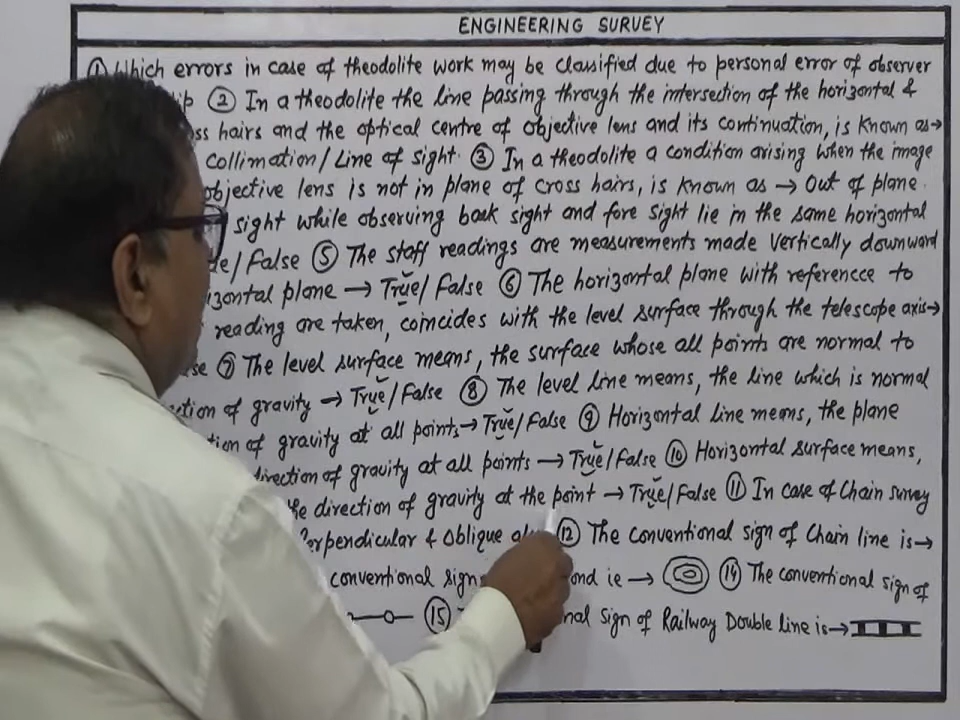 ENGINEERING SURVEY
① Which errors in case of theodolite work may be classified due to personal error of observer
② In a theodolite the line passing through the intersection of the horizontal &
hairs and the optical centre of objective lens and its continuation, is known as→
Collimation/Line of sight. ③ In a theodolite a condition arising when the image
objective lens is not in plane of cross hairs, is known as → Out of plane.
sight while observing back sight and fore sight lie in the same horizontal
/False ⑤ The staff readings are measurements made vertically downward
plane → True/False ⑥ The horizontal plane with referencce to
reading are taken, coincides with the level surface through the telescope axis→
⑦ The level surface means, the surface whose all points are normal to
of gravity → True/False ⑧ The level line means, the line which is normal
of gravity at all points→ True/False ⑨ Horizontal line means, the plane
direction of gravity at all points → True/False ⑩ Horizontal surface means,
the direction of gravity at the point → True/False ⑪ In case of Chain survey
Perpendicular & Oblique ⑫ The conventional sign of Chain line is→
conventional sign ie → ⑭ The conventional sign of
⑮ sign of Railway Double line is→